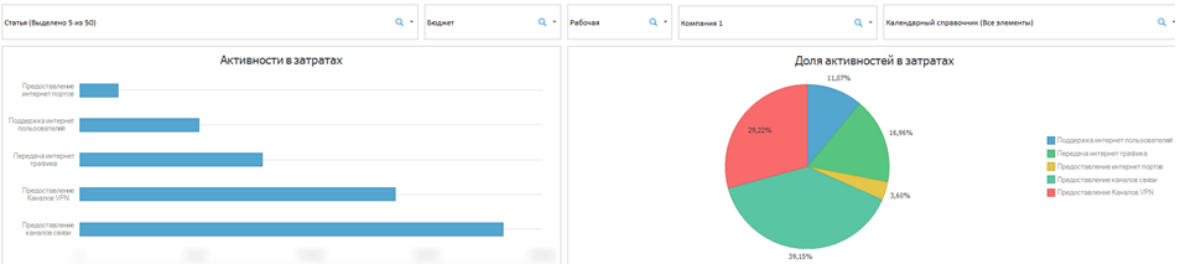 Статья (Выделено 5 из 50)
Бюджет
Рабочая
Компания 1
Календарный справочник (Все элементы)
Активности в затратах
Предоставление
интернет портов
Поддержка интернет
пользователей
Передача интернет
трафика
Предоставление
Каналов VPN
Предоставление
каналов связи
Доля активностей в затратах
11,07%
16,96%
3,60%
39,15%
29,22%
Поддержка интернет пользователей
Передача интернет трафика
Предоставление интернет портов
Предоставление каналов связи
Предоставление Каналов VPN